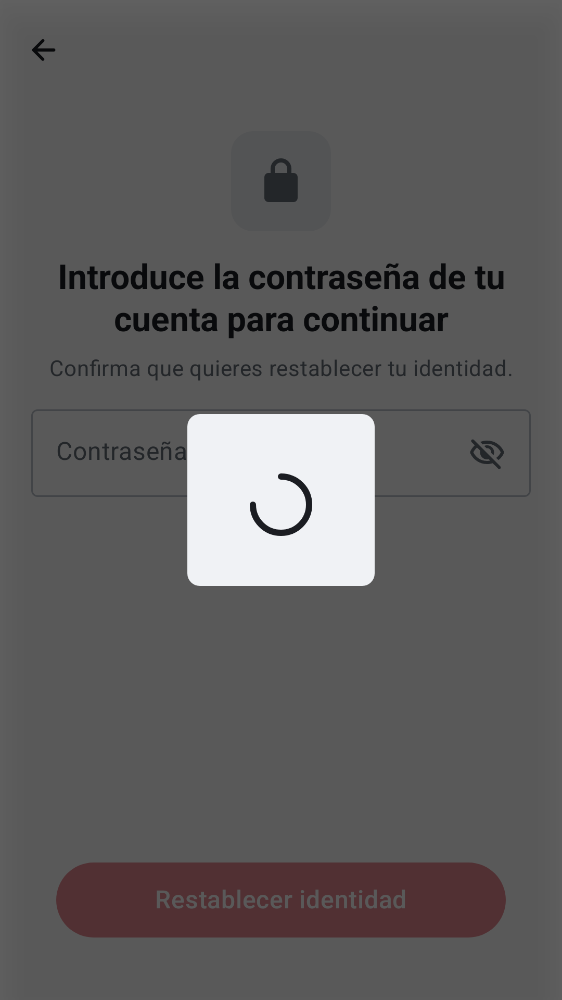 Introduce la contraseña de tu
cuenta para continuar
Confirma que quieres restablecer tu identidad.
Contraseña
Restablecer identidad